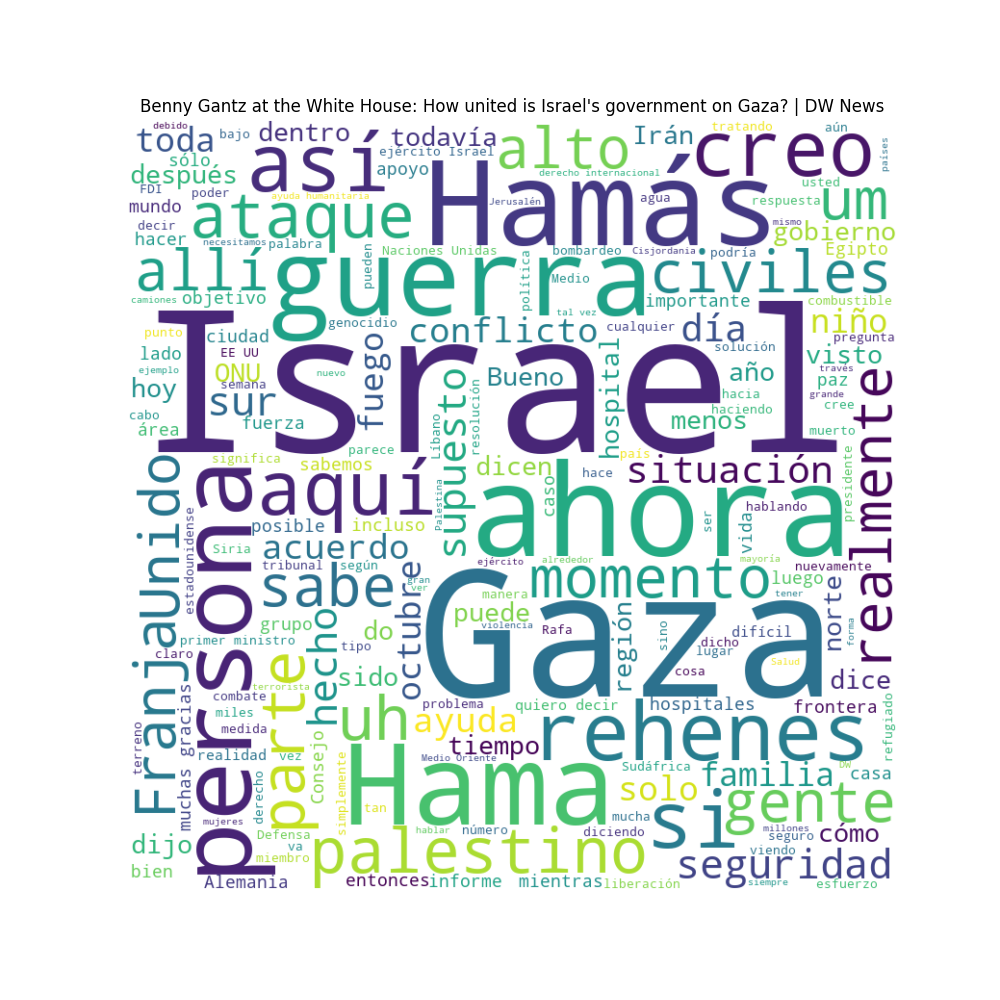 Benny Gantz at the White House: How united is Israel's government on Gaza? | DW News
debido
toda
bajo
dentro
todavía
alto
Irán
tratando
aún
creo
países
sólo
así
ejército Israel
apoyo
derecho internacional
después
FDI
poder
ayuda humanitaria
Hamás
Jerusalén
agua
usted
respuesta
um
mundo
decir
ataque
mismo
gobierno
hacer
necesitamos
palabra
Naciones Unidas
bombardeo
Cisjordania
podría
Egipto
allí
guerra
pueden
política
Medio
civiles
camiones
objetivo
importante
combustible
tal vez
punto
ciudad
genocidio
conflicto
cualquier
día
niño
pregunta
lado
EE UU
fuego
Israel
hospital
solución
visto
ejemplo
ONU
semana
nuevo
Bueno
año
hacia
través
hoy
paz
grande
sur
supuesto
Líbano
resolución
haciendo
cree
cabo
área
fuerza
menos
muerto
realmente
parece
significa
sabemos
dicen
hace
país
situación
presidente
FranjaUnido
persona
aquí
Palestina
ahora
caso
ser
vida
hablando
estadounidense
posible
incluso
Siria
acuerdo
tribunal
según
ejército
alrededor
mayoría
nuevamente
sabe
gran
ver
momento
luego
tener
manera
norte
grupo
octubre
puede
violencia
Rafa
región
sino
dicho
difícil
forma
primer ministro
hecho
do
Gaza
lugar
claro
tipo
cosa
Salud
parte
sido
dice
terrorista
combate
miles
problema
quiero decir
hospitales
frontera
refugiado
terreno
muchas gracias
medida
uh
ayuda
rehenes
realidad
vez
Consejo
tiempo
Medio Oriente
Sudáfrica
familia
DW
casa
derecho
simplemente
tan
Hama
solo
gente
mujeres
hablar
número
diciendo
mucha
si
millones
seguro
cómo
dijo
Defensa
va
miembro
palestino
viendo
bien
seguridad
Alemania
entonces
informe
mientras
liberación
siempre
esfuerzo